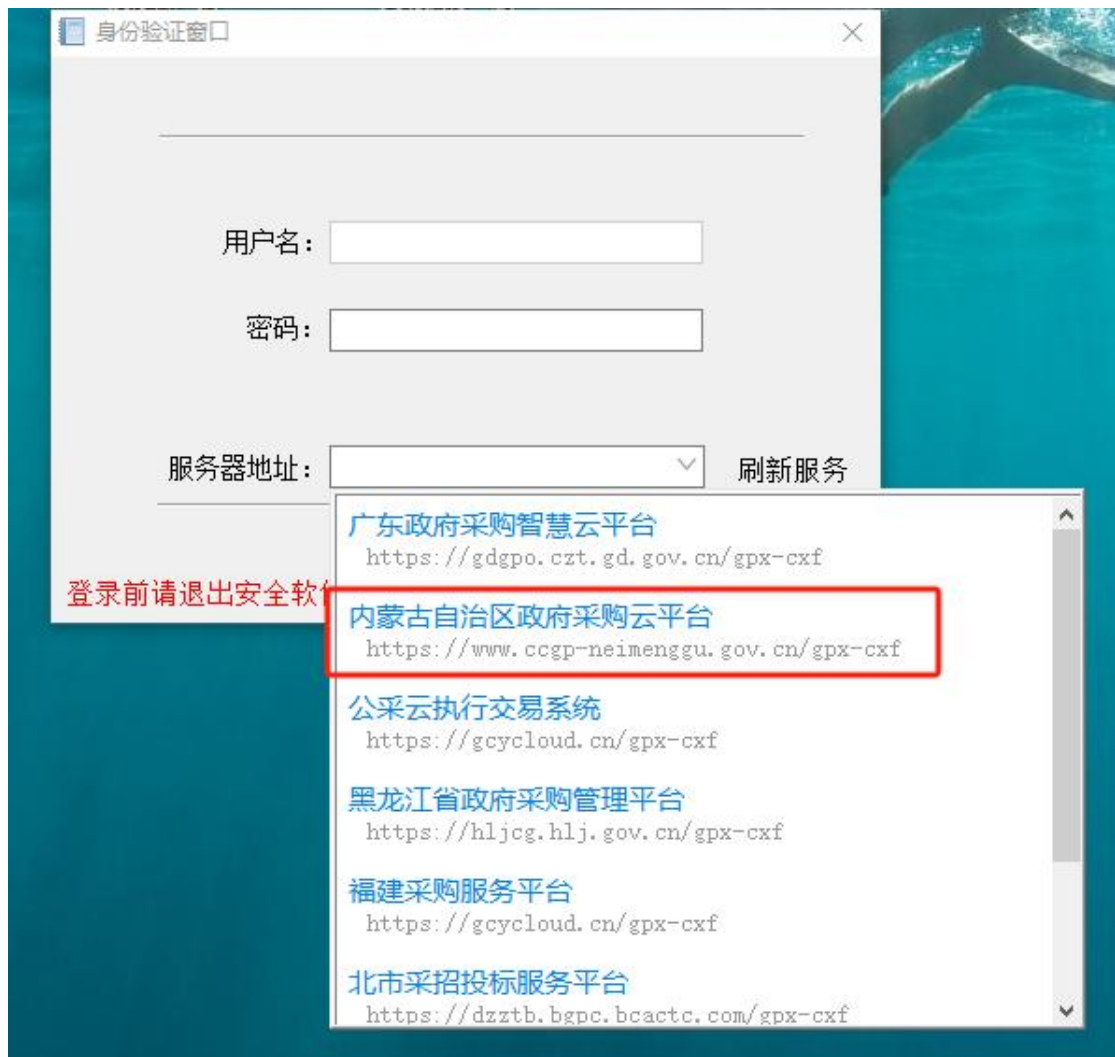 身份验证窗口
用户名：
密码：
服务器地址：
刷新服务
广东政府采购智慧云平台
https://gdgpo.czt.gd.gov.cn/gpx-cxf
登录前请退出安全软
内蒙古自治区政府采购云平台
https://www.ccgp-neimenggu.gov.cn/gpx-cxf
公采云执行交易系统
https://gcycloud.cn/gpx-cxf
黑龙江省政府采购管理平台
https://hljcg.hlj.gov.cn/gpx-cxf
福建采购服务平台
https://gcycloud.cn/gpx-cxf
北市采招投标服务平台
https://dzztb.bgpc.bcactc.com/gpx-cxf